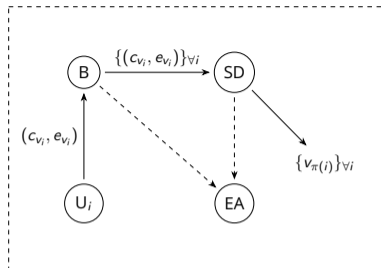 {(c_{v_i}, e_{v_i})}_{∀i}
B
SD
(c_{v_i}, e_{v_i})
{v_{π(i)}}_{∀i}
U_i
EA